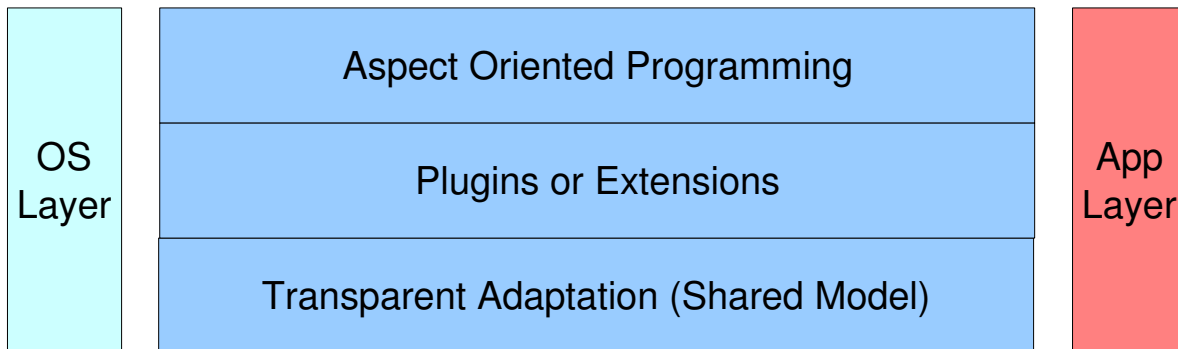 OS
Layer
Aspect Oriented Programming
Plugins or Extensions
Transparent Adaptation (Shared Model)
App
Layer